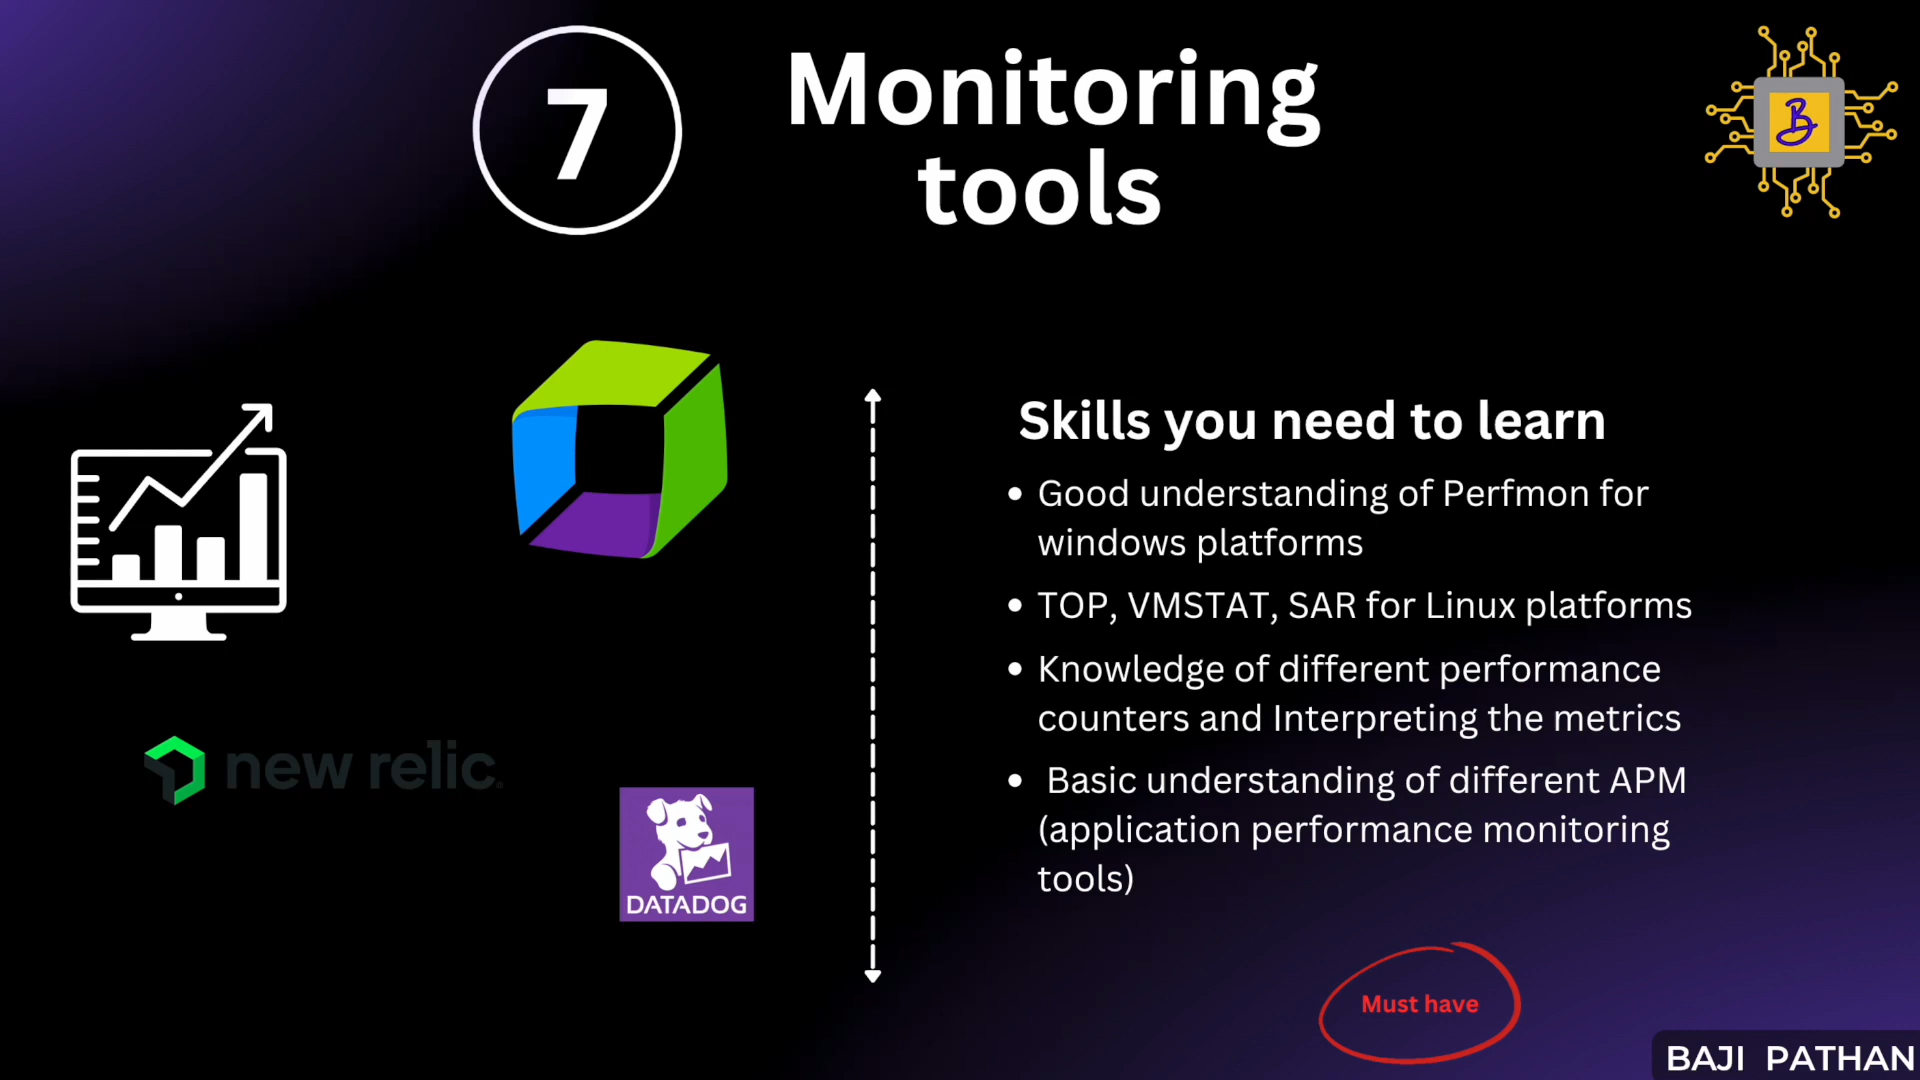 7
Monitoring
tools
B
Skills you need to learn
• Good understanding of Perfmon for
windows platforms
• TOP, VMSTAT, SAR for Linux platforms
• Knowledge of different performance
counters and Interpreting the metrics
• Basic understanding of different APM
(application performance monitoring
tools)
new relic.
DATADOG
Must have
BAJI PATHAN